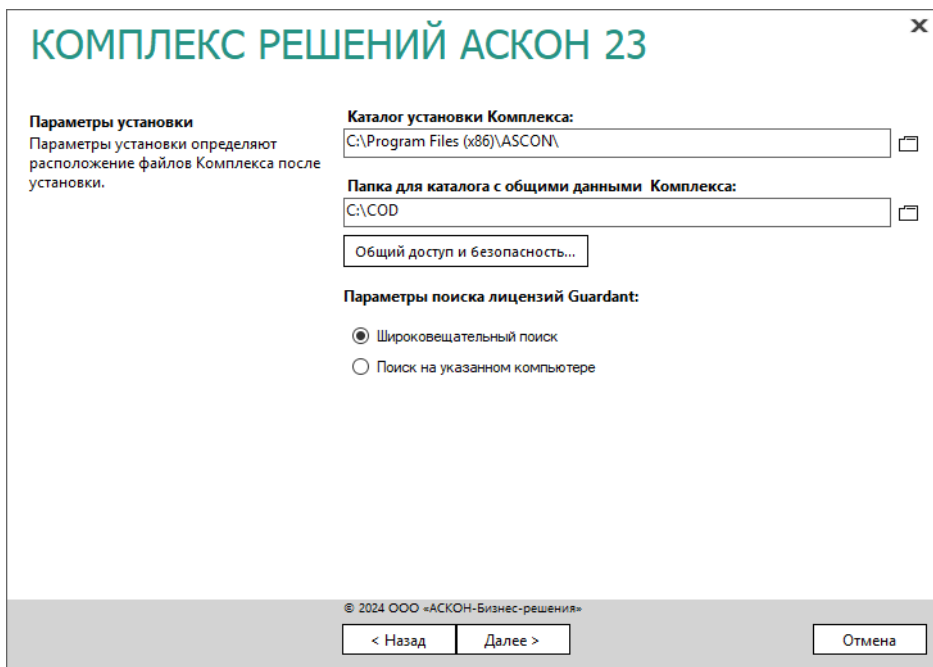 КОМПЛЕКС РЕШЕНИЙ АСКОН 23
Параметры установки
Параметры установки определяют
расположение файлов Комплекса после
установки.
Каталог установки Комплекса:
C:\Program Files (x86)\ASCON\
Папка для каталога с общими данными  Комплекса:
C:\COD
Общий доступ и безопасность...
Параметры поиска лицензий Guardant:
Широковещательный поиск
Поиск на указанном компьютере
© 2024 ООО «АСКОН-Бизнес-решения»
< Назад
Далее >
Отмена